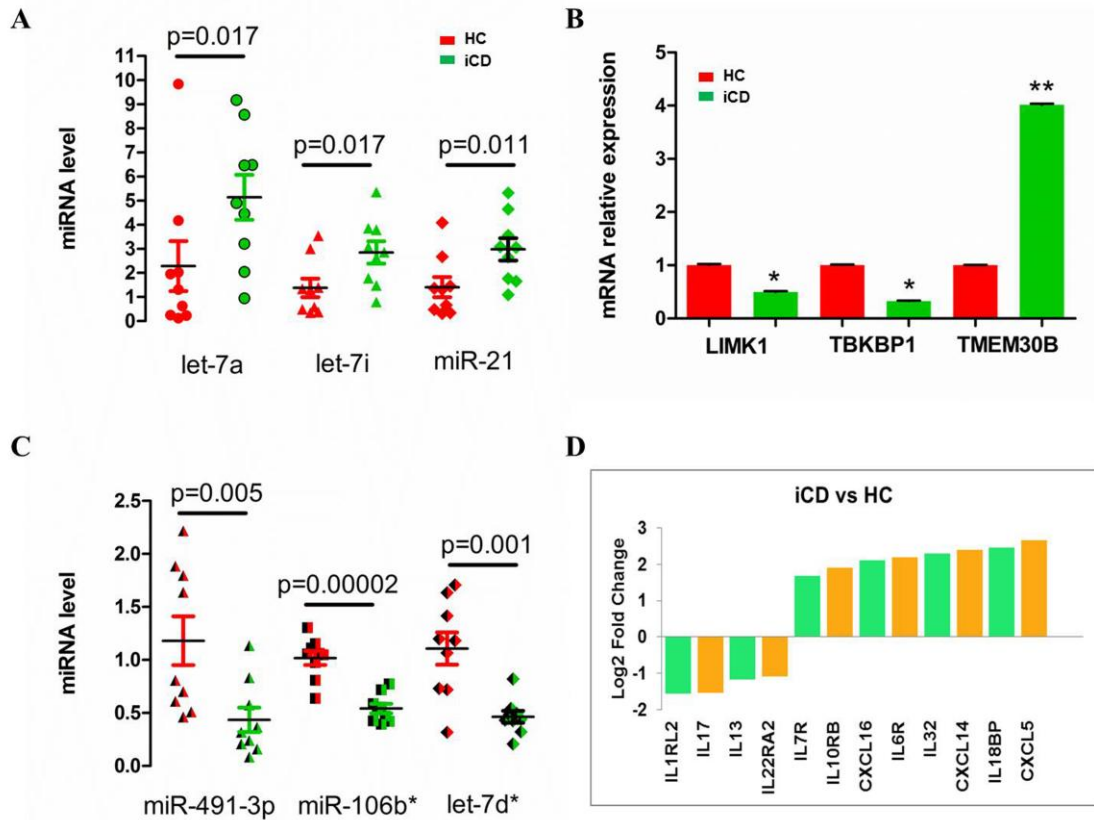 A
p=0.017
HC
iCD
p=0.017
p=0.011
miRNA level
11
10
9
8
7
6
5
4
3
2
1
0
let-7a
let-7i
miR-21
B
HC
iCD
mRNA relative expression
5
4
3
2
1
0
*
*
**
LIMK1
TBKBP1
TMEM30B
C
p=0.005
p=0.00002
p=0.001
miRNA level
2.5
2.0
1.5
1.0
0.5
0.0
miR-491-3p
miR-106b*
let-7d*
D
iCD vs HC
Log2 Fold Change
3
2
1
0
-1
-2
IL1RL2
IL17
IL13
IL22RA2
IL7R
IL10RB
CXCL16
IL6R
IL32
CXCL14
IL18BP
CXCL5